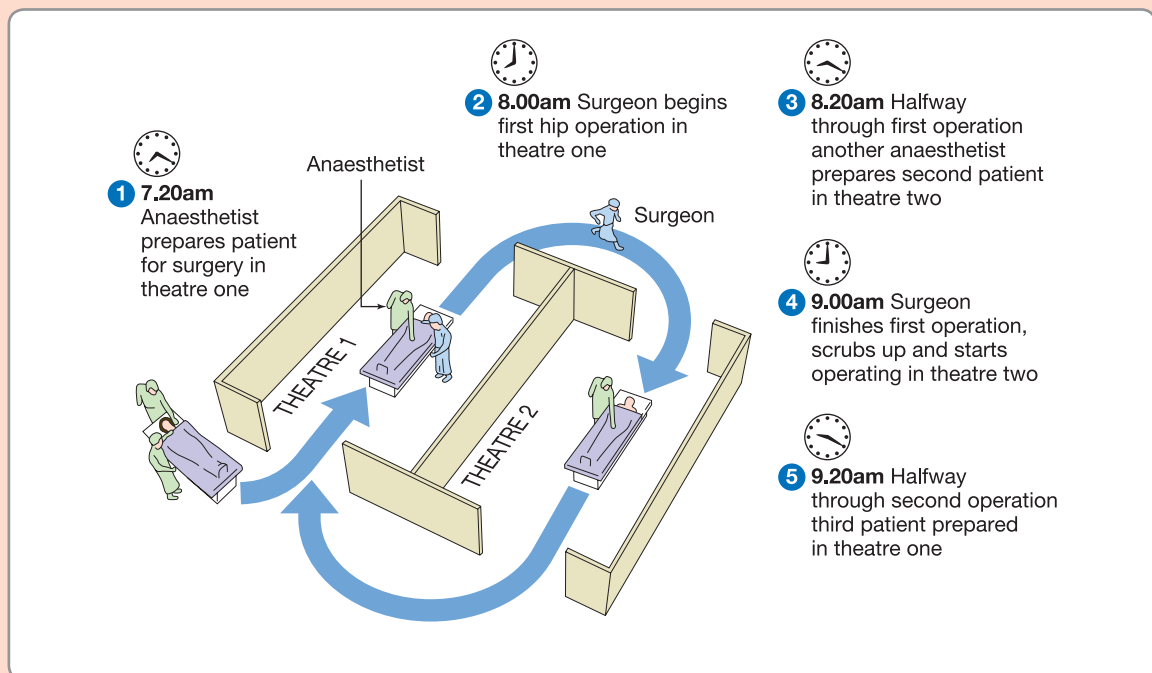 1 7.20am
Anaesthetist
prepares patient
for surgery in
theatre one
Anaesthetist
2 8.00am Surgeon begins
first hip operation in
theatre one
Surgeon
3 8.20am Halfway
through first operation
another anaesthetist
prepares second patient
in theatre two
4 9.00am Surgeon
finishes first operation,
scrubs up and starts
operating in theatre two
5 9.20am Halfway
through second operation
third patient prepared
in theatre one
THEATRE 1
THEATRE 2